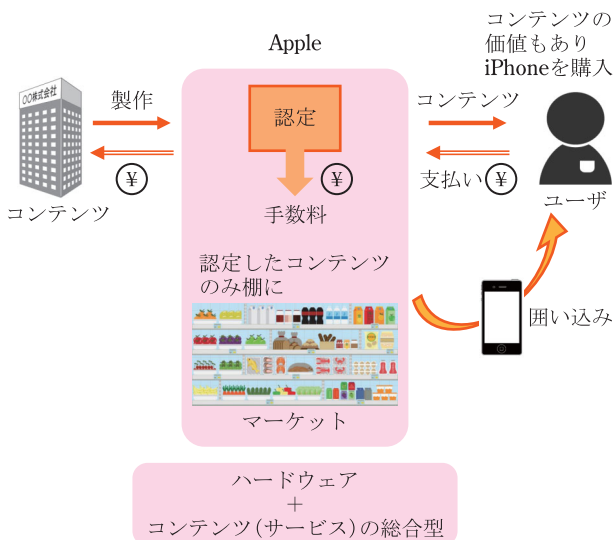 コンテンツの
価値もあり
iPhoneを購入
Apple
○○株式会社
製作
認定
コンテンツ
¥
¥
支払い¥
コンテンツ
手数料
ユーザ
認定したコンテンツ
のみ棚に
囲い込み
マーケット
ハードウェア
+
コンテンツ(サービス)の総合型